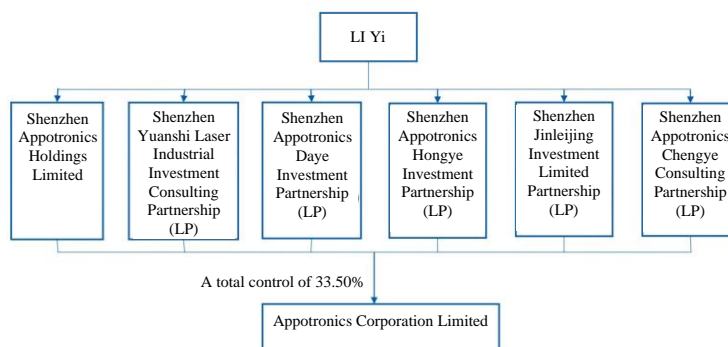 LI Yi
Shenzhen
Appotronics
Holdings
Limited
Shenzhen
Yuanshi Laser
Industrial
Investment
Consulting
Partnership
(LP)
Shenzhen
Appotronics
Daye
Investment
Partnership
(LP)
Shenzhen
Appotronics
Hongye
Investment
Partnership
(LP)
Shenzhen
Jinleijing
Investment
Limited
Partnership
(LP)
Shenzhen
Appotronics
Chengye
Consulting
Partnership
(LP)
A total control of 33.50%
Appotronics Corporation Limited